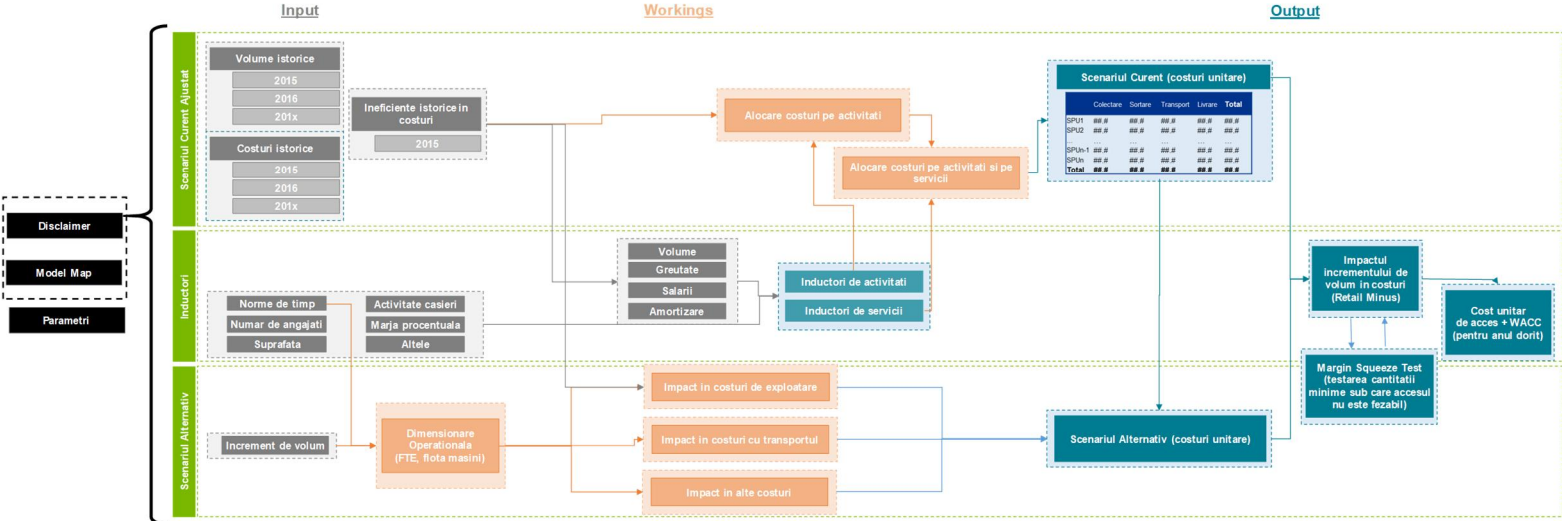 Input
Workings
Output
Disclaimer
Model Map
Parametri
Scenariul Curent Ajustat
Volume istorice
2015
2016
201x
Costuri istorice
2015
2016
201x
Ineficiente istorice in
costuri
2015
Alocare costuri pe activitati
Alocare costuri pe activitati si pe
servicii
Scenariul Curent (costuri unitare)
Colectare Sortare Transport Livrare Total
SPU1 ##.# ##.# ##.# ##.# ##.#
SPU2 ##.# ##.# ##.# ##.# ##.#
... .... .... .... .... ....
SPUn-1 ##.# ##.# ##.# ##.# ##.#
SPUn ##.# ##.# ##.# ##.# ##.#
Total ##.# ##.# ##.# ##.# ##.#
Inductori
Norme de timp
Numar de angajati
Suprafata
Activitate casieri
Marja procentuala
Altele
Volume
Greutate
Salarii
Amortizare
Inductori de activitati
Inductori de servicii
Impactul
incrementului de
volum in costuri
(Retail Minus)
Cost unitar
de acces + WACC
(pentru anul dorit)
Margin Squeeze Test
(testarea cantitatii
minime sub care accesul
nu este fezabil)
Scenariul Alternativ
Increment de volum
Dimensionare
Operationala
(FTE, flota masini)
Impact in costuri de exploatare
Impact in costuri cu transportul
Impact in alte costuri
Scenariul Alternativ (costuri unitare)